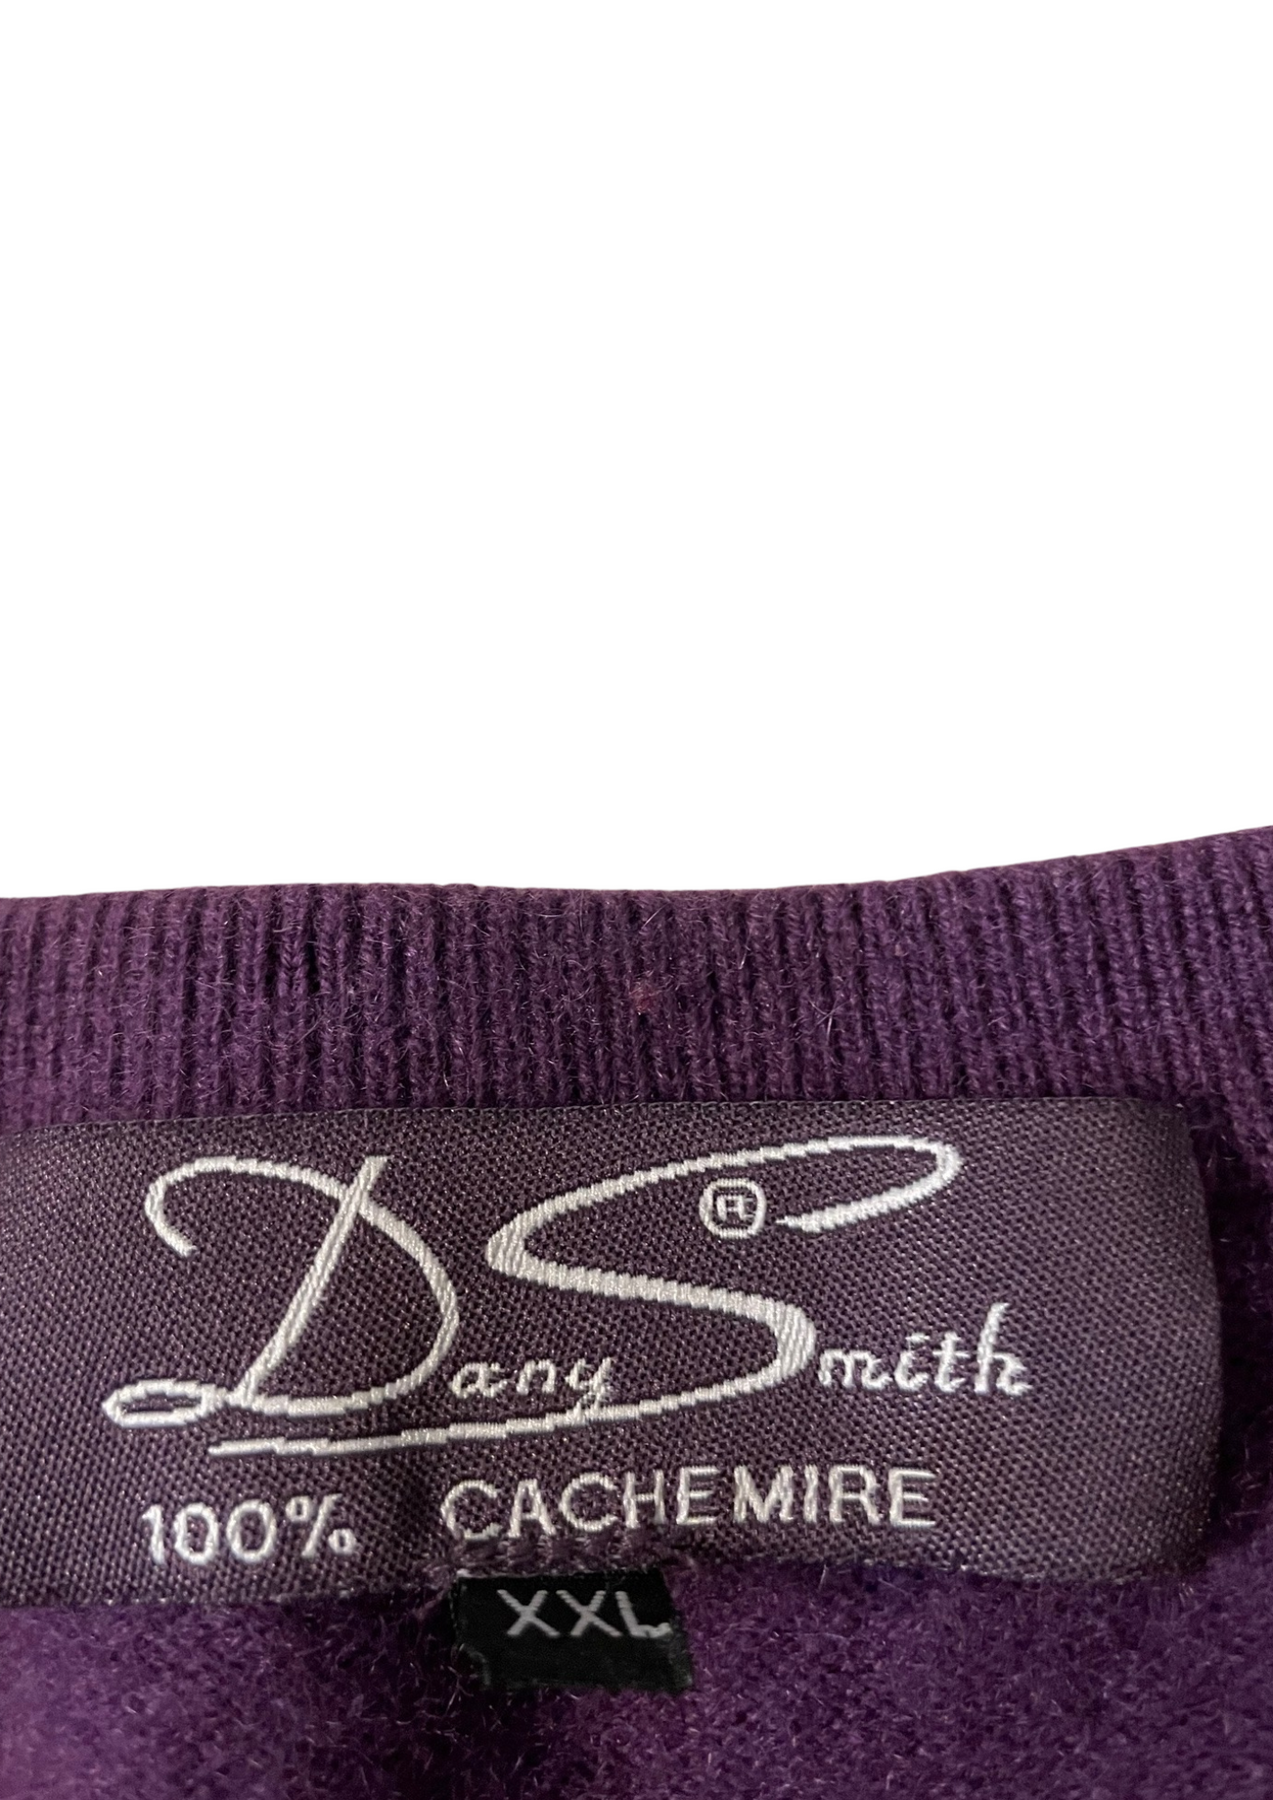 Dany Smith ®
100% CACHEMIRE
XXL